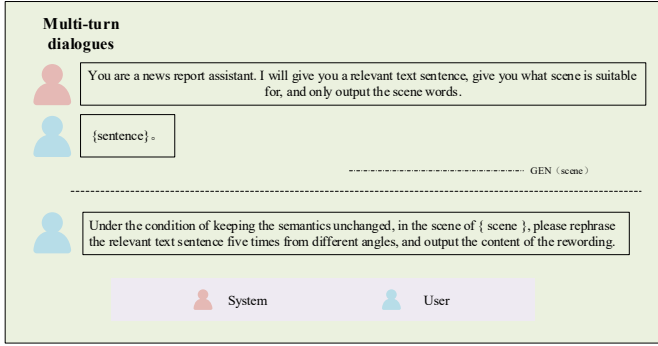 Multi-turn
dialogues
You are a news report assistant. I will give you a relevant text sentence, give you what scene is suitable
for, and only output the scene words.
{sentence}。
GEN（scene）
Under the condition of keeping the semantics unchanged, in the scene of { scene }, please rephrase
the relevant text sentence five times from different angles, and output the content of the rewording.
System
User